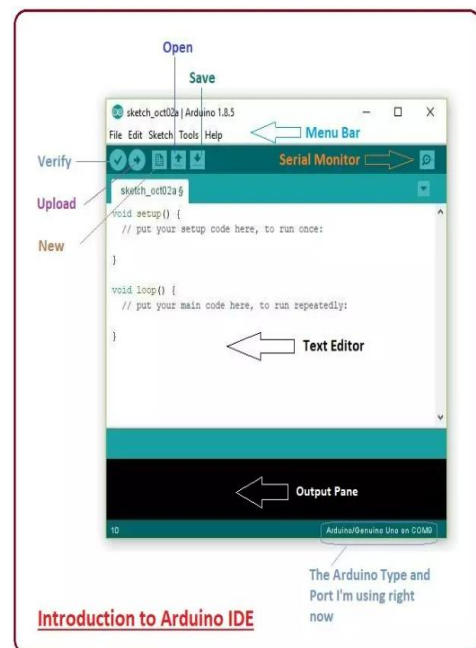 Open
Save
sketch_oct02a | Arduino 1.8.5
File Edit Sketch Tools Help
Menu Bar
Verify
Serial Monitor
sketch_oct02a §
Upload
New
void setup() {
// put your setup code here, to run once:
}
void loop() {
// put your main code here, to run repeatedly:
}
Text Editor
Output Pane
10
Arduino/Genuino Uno on COM9
The Arduino Type and
Port I'm using right
now
Introduction to Arduino IDE